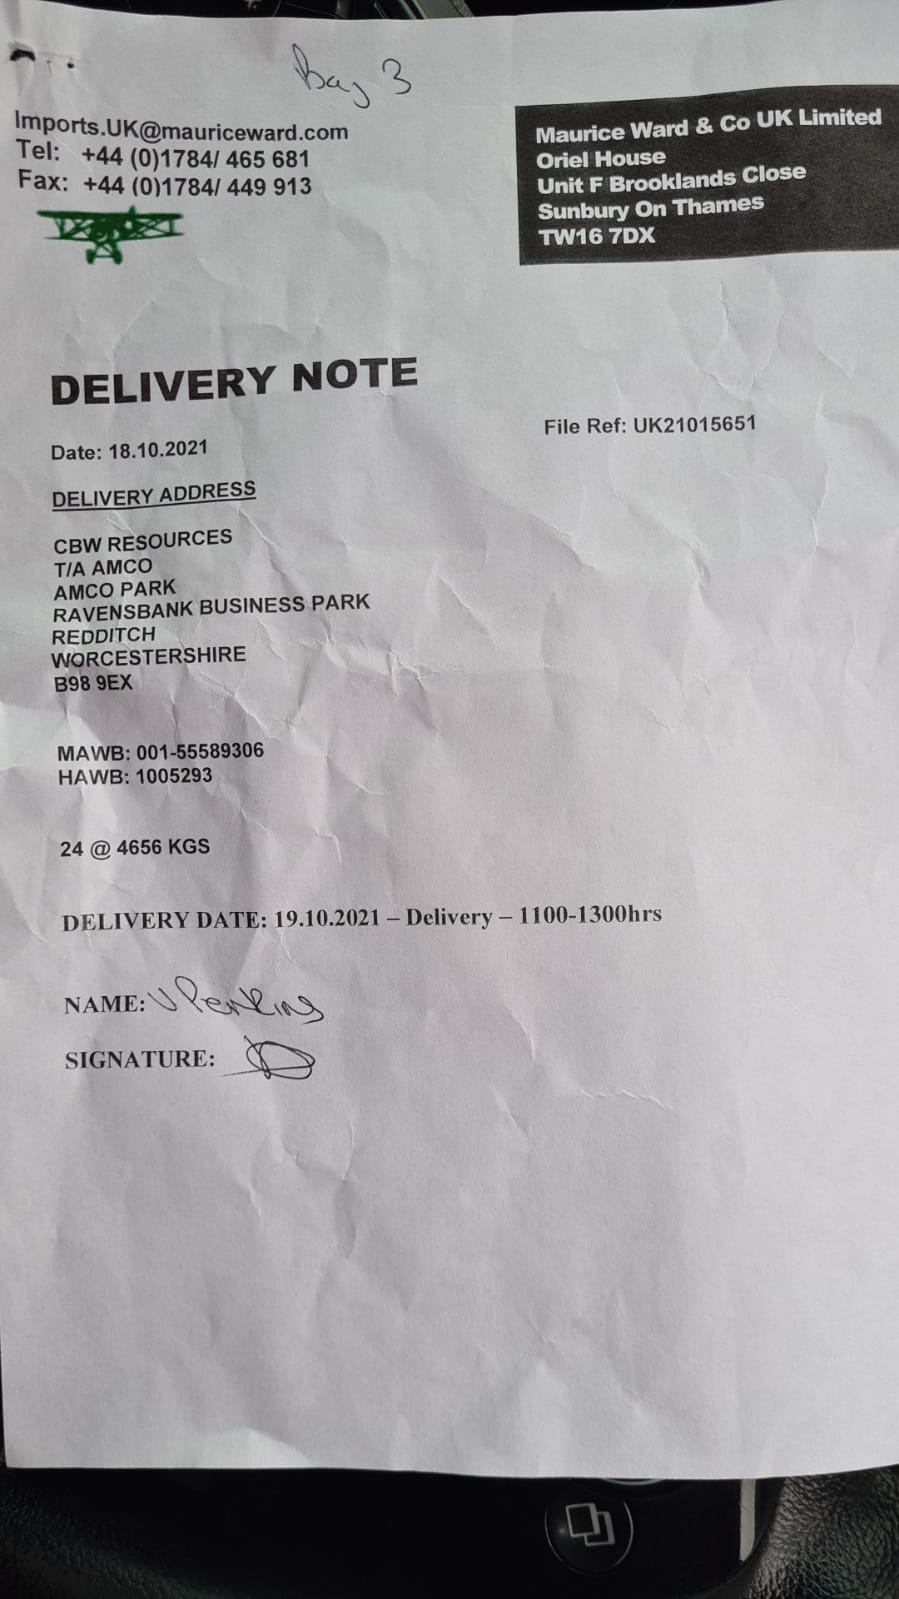 Bay 3
Imports.UK@mauriceward.com
Tel: +44 (0)1784/ 465 681
Fax: +44 (0)1784/ 449 913
Maurice Ward & Co UK Limited
Oriel House
Unit F Brooklands Close
Sunbury On Thames
TW16 7DX
DELIVERY NOTE
File Ref: UK21015651
Date: 18.10.2021
DELIVERY ADDRESS
CBW RESOURCES
T/A AMCO
AMCO PARK
RAVENSBANK BUSINESS PARK
REDDITCH
WORCESTERSHIRE
B98 9EX
MAWB: 001-55589306
HAWB: 1005293
24 @ 4656 KGS
DELIVERY DATE: 19.10.2021 – Delivery – 1100-1300hrs
NAME: V Perkins
SIGNATURE: